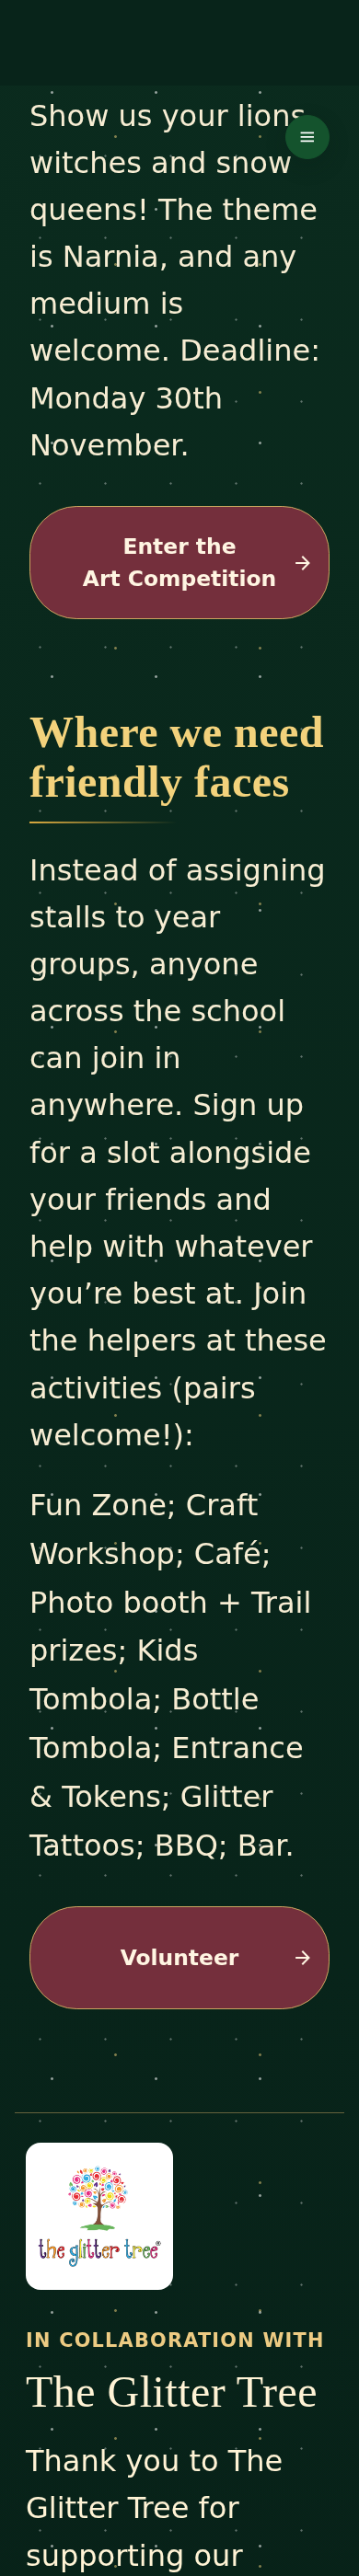 Show us your lions,
witches and snow
queens! The theme
is Narnia, and any
medium is
welcome. Deadline:
Monday 30th
November.
Enter the
Art Competition
Where we need
friendly faces
Instead of assigning
stalls to year
groups, anyone
across the school
can join in
anywhere. Sign up
for a slot alongside
your friends and
help with whatever
you’re best at. Join
the helpers at these
activities (pairs
welcome!):
Fun Zone; Craft
Workshop; Café;
Photo booth + Trail
prizes; Kids
Tombola; Bottle
Tombola; Entrance
& Tokens; Glitter
Tattoos; BBQ; Bar.
Volunteer
the glitter tree®
IN COLLABORATION WITH
The Glitter Tree
Thank you to The
Glitter Tree for
supporting our